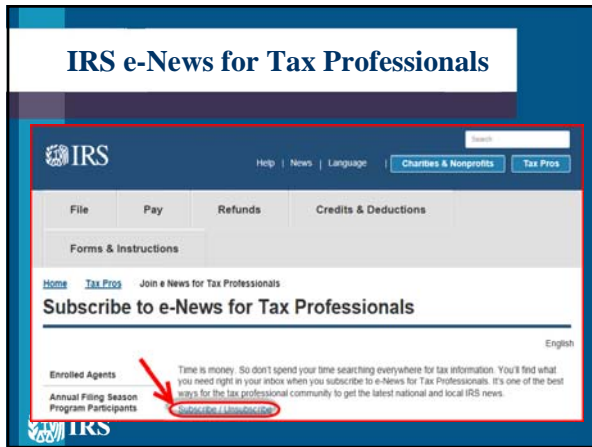 IRS e-News for Tax Professionals
Search
IRS
Help | News | Language | Charities & Nonprofits Tax Pros
File Pay Refunds Credits & Deductions
Forms & Instructions
Home Tax Pros Join e News for Tax Professionals
Subscribe to e-News for Tax Professionals
English
Enrolled Agents
Annual Filing Season
Program Participants
Time is money. So don't spend your time searching everywhere for tax information. You'll find what
you need right in your inbox when you subscribe to e-News for Tax Professionals. It's one of the best
ways for the tax professional community to get the latest national and local IRS news.
Subscribe / Unsubscribe
IRS